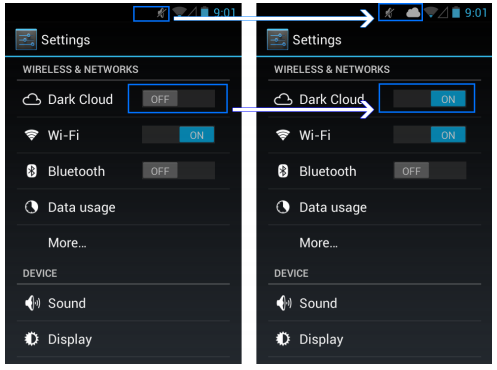 9:01
Settings
WIRELESS & NETWORKS
Dark Cloud OFF
Wi-Fi ON
Bluetooth OFF
Data usage
More...
DEVICE
Sound
Display
9:01
Settings
WIRELESS & NETWORKS
Dark Cloud ON
Wi-Fi ON
Bluetooth OFF
Data usage
More...
DEVICE
Sound
Display